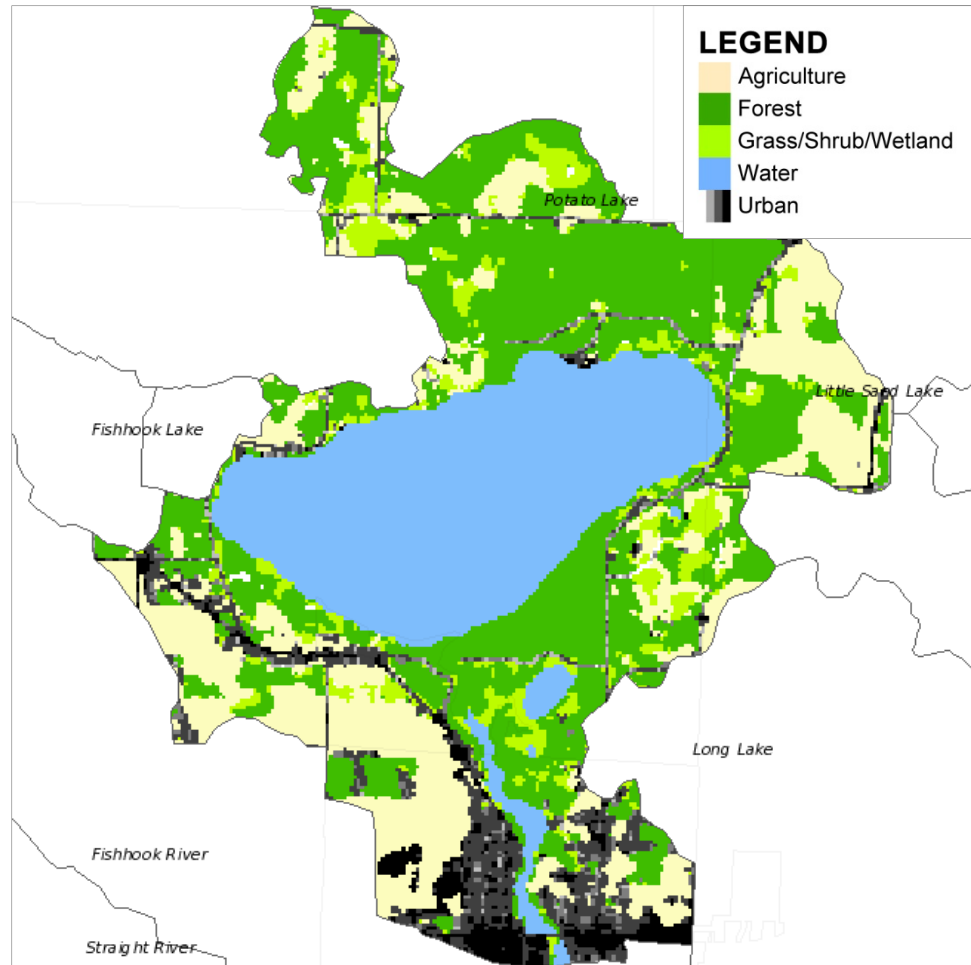 LEGEND
Agriculture
Forest
Grass/Shrub/Wetland
Water
Urban
Potato Lake
Little Sand Lake
Fishhook Lake
Long Lake
Fishhook River
Straight River